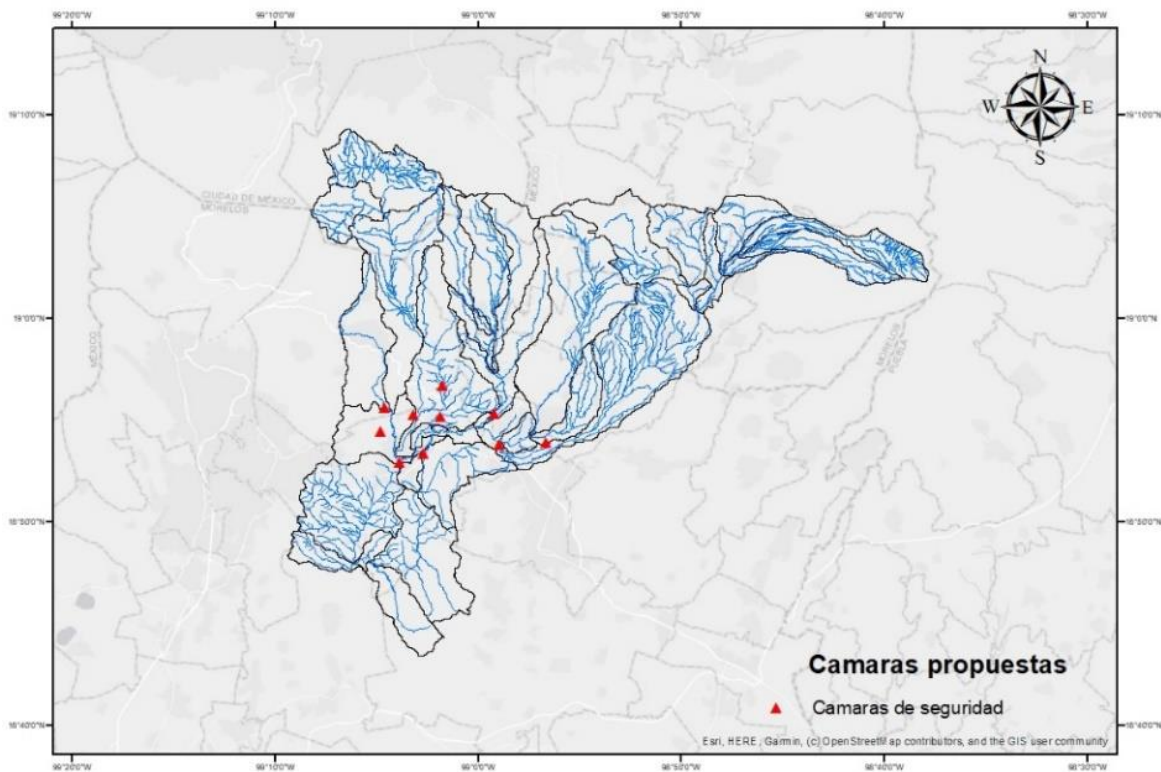 99°20'0"W 99°10'0"W 99°0'0"W 98°50'0"W 98°40'0"W 98°30'0"W
N
W E
S
19°10'0"N 19°10'0"N
CIUDAD DE MÉXICO
MORELOS
MÉXICO
19°0'0"N 19°0'0"N
MÉXICO
MORELOS
PUEBLA
18°50'0"N 18°50'0"N
Camaras propuestas
Camaras de seguridad
18°40'0"N 18°40'0"N
Esri, HERE, Garmin, (c) OpenStreetMap contributors, and the GIS user community
99°20'0"W 99°10'0"W 99°0'0"W 98°50'0"W 98°40'0"W 98°30'0"W